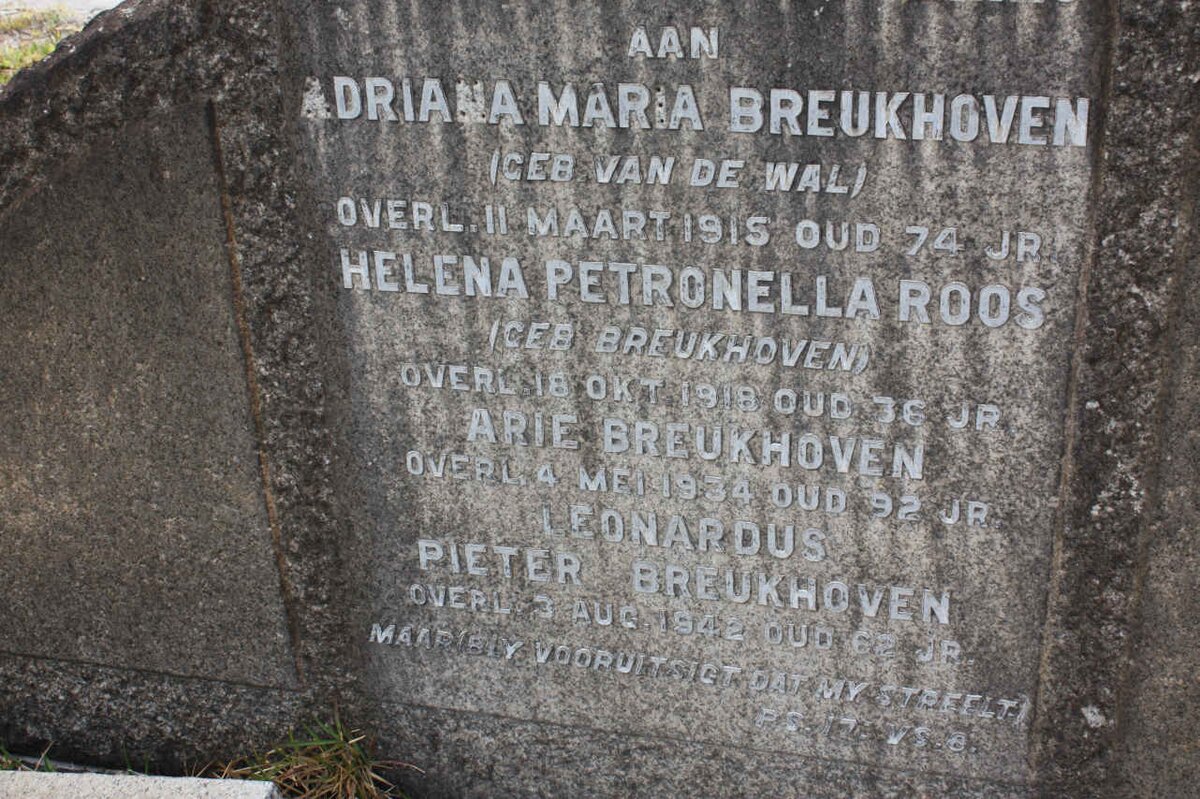 AAN
ADRIANA MARIA BREUKHOVEN
(GEB VAN DE WAL)
OVERL. 11 MAART 1915 OUD 74 JR.
HELENA PETRONELLA ROOS
(GEB BREUKHOVEN)
OVERL. 18 OKT 1918 OUD 36 JR
ARIE BREUKHOVEN
OVERL. 4 MEI 1934 OUD 92 JR.
LEONARDUS
PIETER BREUKHOVEN
OVERL. 3 AUG. 1942 OUD 62 JR.
MAAR(BLY VOORUITSIGT DAT MY STREELT)
P.S. 17. VS. 8.